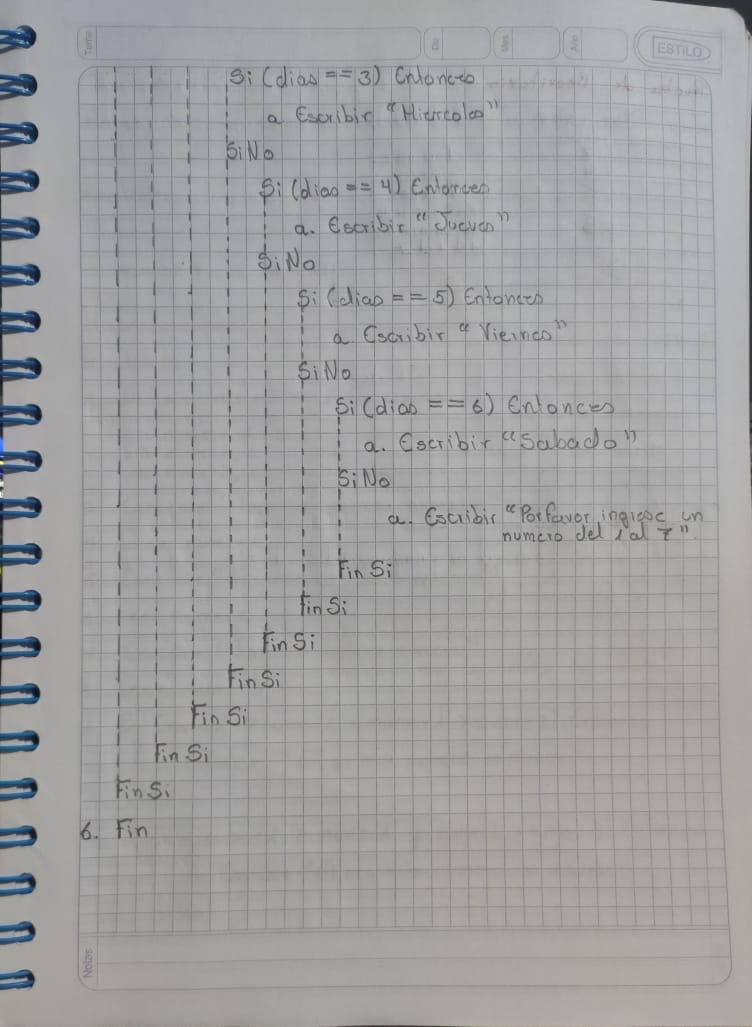 Tema
Día
Mes
Año
ESTILO
Si (dias == 3) Entonces
a Escribir "Miercoles"
SiNo
Si (dias == 4) Entonces
a. Escribir "Jueves"
SiNo
Si (dias == 5) Entonces
a Escribir "Viernes"
SiNo
Si (dias == 6) Entonces
a. Escribir "Sabado"
SiNo
a. Escribir "Por favor ingrese un
numero del 1 al 7".
Fin Si
Fin Si
Fin Si
Fin Si
Fin Si
Fin Si
Fin Si
6. Fin
Notas